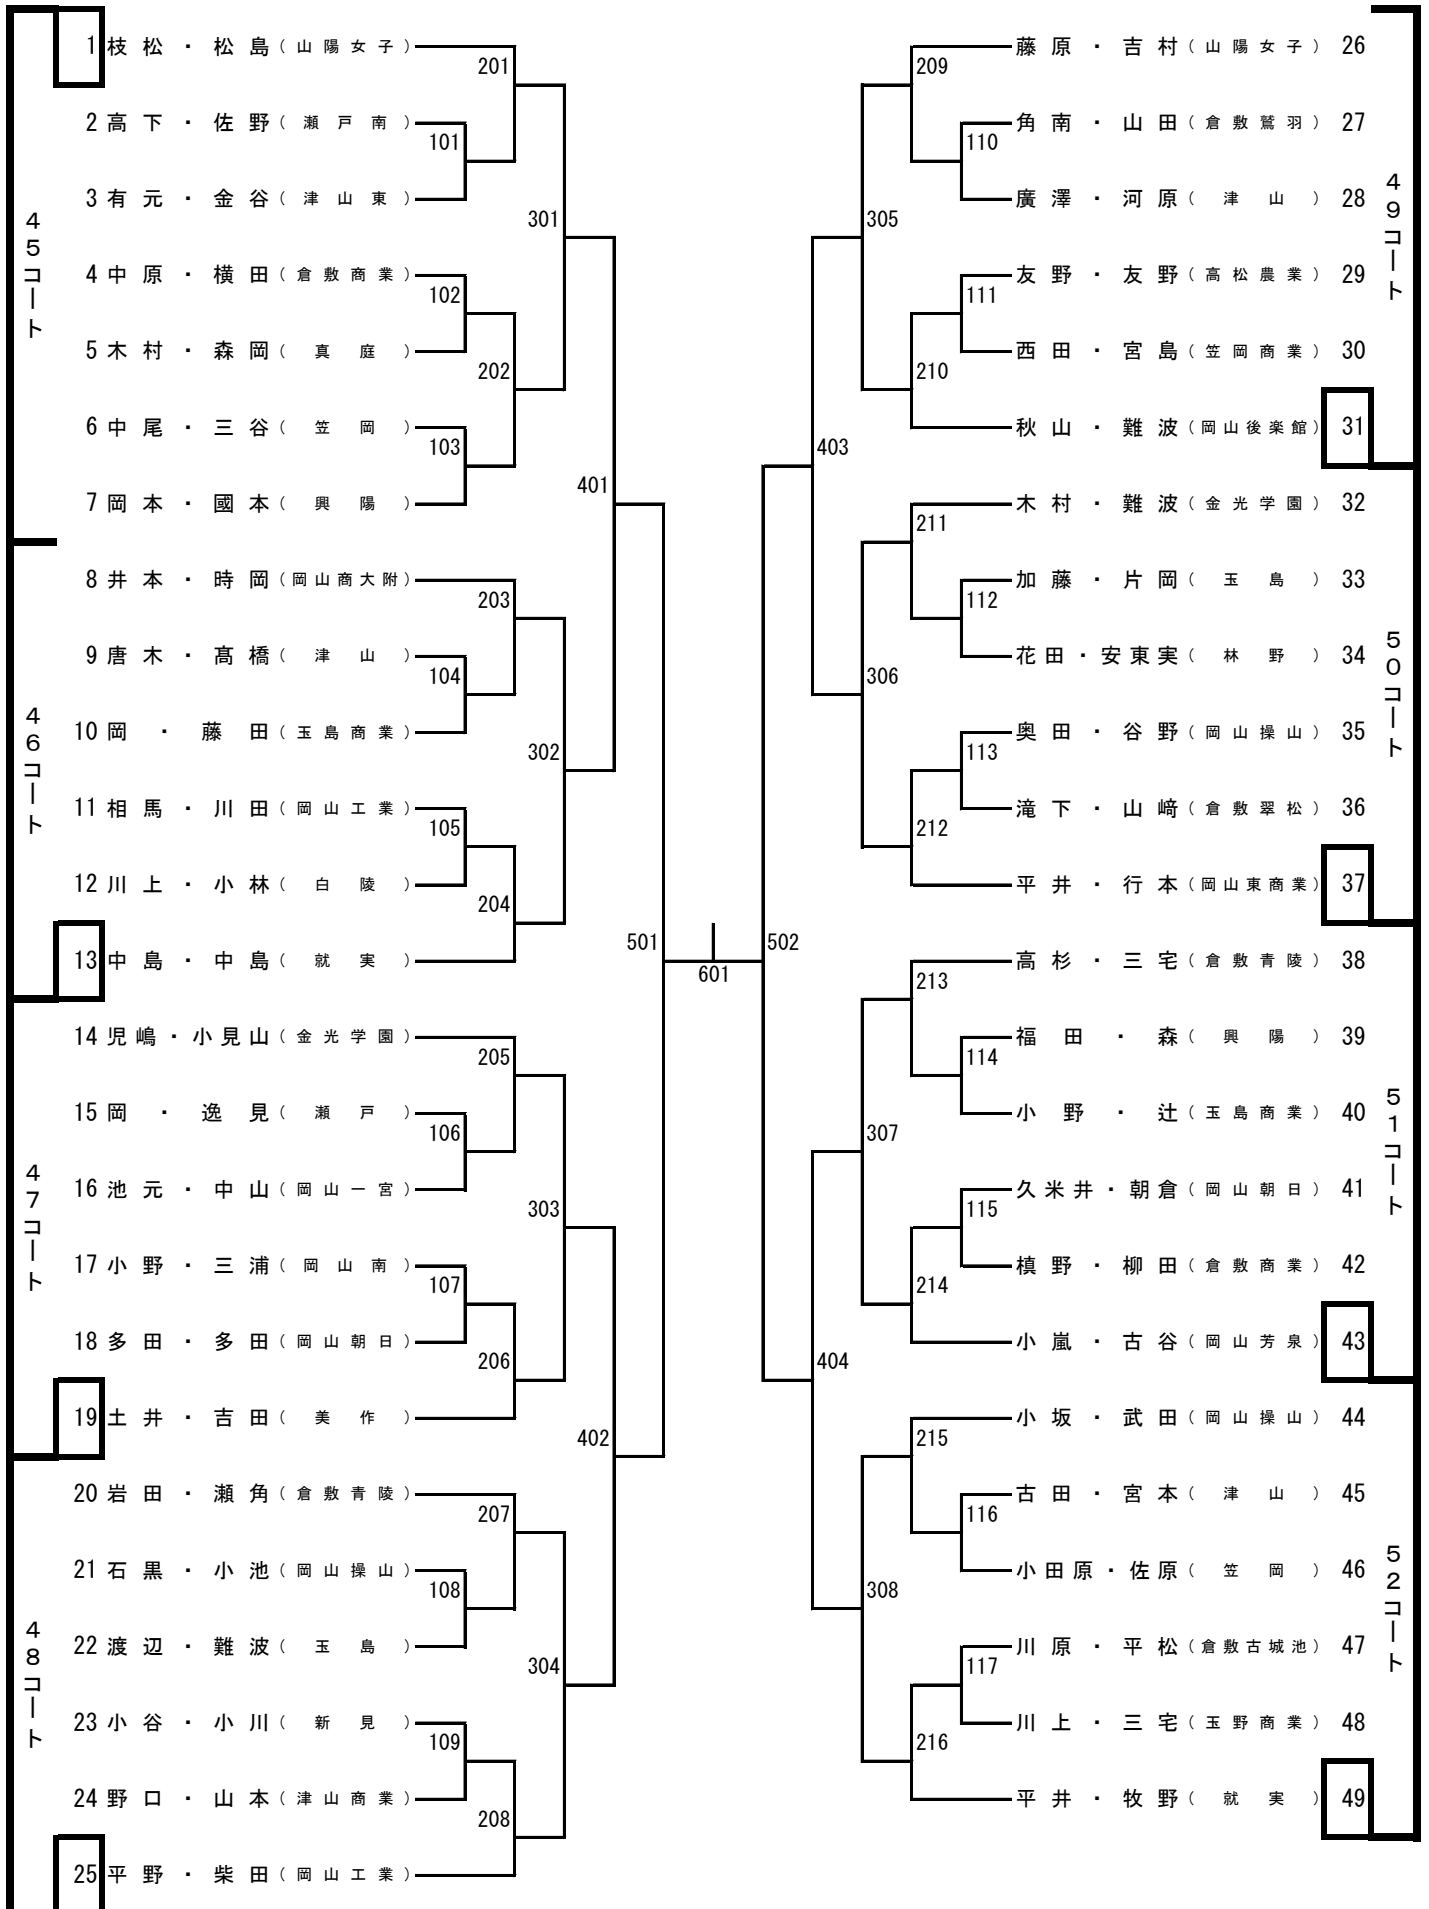 45コート
1 枝松・松島（山陽女子）
201
2 高下・佐野（瀬戸南）
101
3 有元・金谷（津山東）
301
4 中原・横田（倉敷商業）
102
5 木村・森岡（真庭）
202
6 中尾・三谷（笠岡）
103
7 岡本・國本（興陽）
401
46コート
8 井本・時岡（岡山商大附）
203
9 唐木・髙橋（津山）
104
10 岡・藤田（玉島商業）
302
11 相馬・川田（岡山工業）
105
12 川上・小林（白陵）
204
13 中島・中島（就実）
501
601
47コート
14 児嶋・小見山（金光学園）
205
15 岡・逸見（瀬戸）
106
16 池元・中山（岡山一宮）
303
17 小野・三浦（岡山南）
107
18 多田・多田（岡山朝日）
206
19 土井・吉田（美作）
402
48コート
20 岩田・瀬角（倉敷青陵）
207
21 石黒・小池（岡山操山）
108
22 渡辺・難波（玉島）
304
23 小谷・小川（新見）
109
24 野口・山本（津山商業）
208
25 平野・柴田（岡山工業）
49コート
藤原・吉村（山陽女子） 26
209
角南・山田（倉敷鷲羽） 27
110
廣澤・河原（津山） 28
305
友野・友野（高松農業） 29
111
西田・宮島（笠岡商業） 30
210
秋山・難波（岡山後楽館） 31
403
50コート
木村・難波（金光学園） 32
211
加藤・片岡（玉島） 33
112
花田・安東実（林野） 34
306
奥田・谷野（岡山操山） 35
113
滝下・山﨑（倉敷翠松） 36
212
平井・行本（岡山東商業） 37
502
51コート
高杉・三宅（倉敷青陵） 38
213
福田・森（興陽） 39
114
小野・辻（玉島商業） 40
307
久米井・朝倉（岡山朝日） 41
115
槙野・柳田（倉敷商業） 42
214
小嵐・古谷（岡山芳泉） 43
404
52コート
小坂・武田（岡山操山） 44
215
古田・宮本（津山） 45
116
小田原・佐原（笠岡） 46
308
川原・平松（倉敷古城池） 47
117
川上・三宅（玉野商業） 48
216
平井・牧野（就実） 49